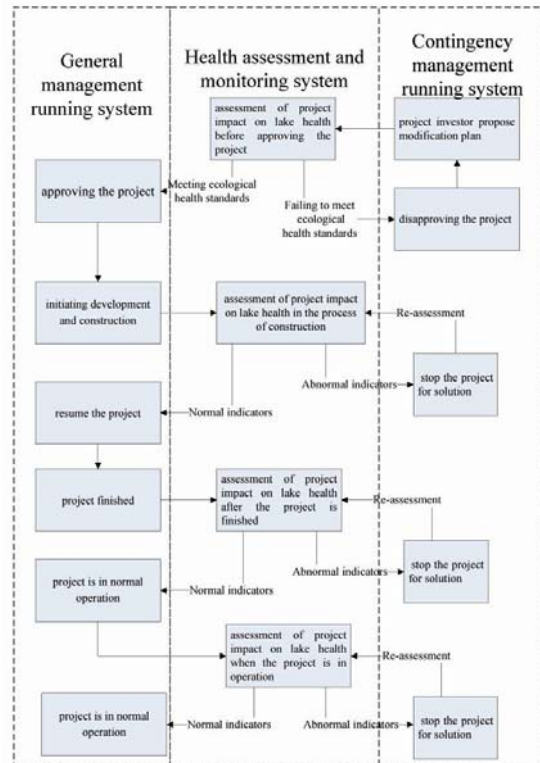 General
management
running system
Health assessment and
monitoring system
Contingency
management
running system
assessment of project
impact on lake health
before approving the
project
project investor propose
modification plan
approving the project
Meeting ecological
health standards
Failing to meet
ecological
health standards
disapproving the project
initiating development
and construction
assessment of project impact
on lake health in the process
of construction
Re-assessment
Abnormal indicators
stop the project
for solution
resume the project
Normal indicators
project finished
assessment of project
impact on lake health
after the project is
finished
Re-assessment
project is in normal
operation
Normal indicators
Abnormal indicators
stop the project
for solution
assessment of project
impact on lake health
when the project is in
operation
Re-assessment
project is in normal
operation
Normal indicators
Abnormal indicators
stop the project
for solution